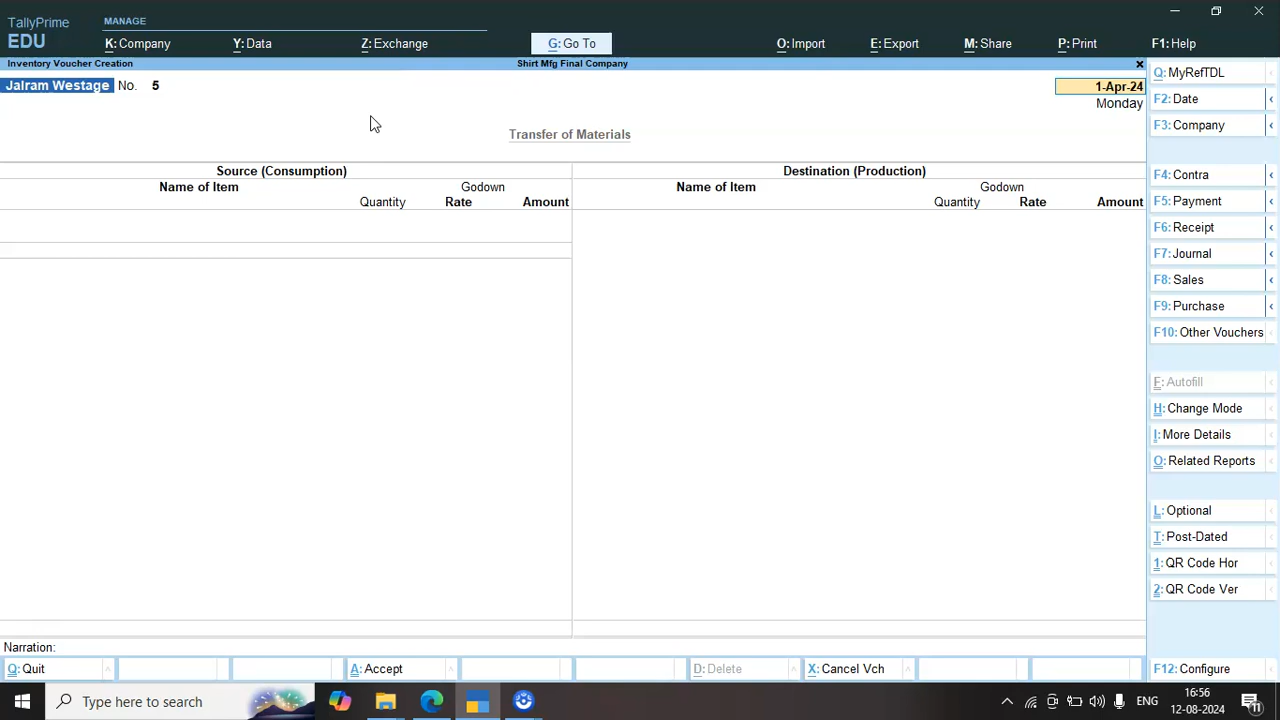 TallyPrime
EDU
MANAGE
K: Company
Y: Data
Z: Exchange
G: Go To
O: Import
E: Export
M: Share
P: Print
F1: Help
Inventory Voucher Creation
Shirt Mfg Final Company
×
Jalram Westage No. 5
1-Apr-24
Monday
Transfer of Materials
Source (Consumption)
Name of Item
Godown
Quantity
Rate
Amount
Destination (Production)
Name of Item
Godown
Quantity
Rate
Amount
Narration:
Q: Quit
A: Accept
D: Delete
X: Cancel Vch
Q: MyRefTDL
F2: Date
F3: Company
F4: Contra
F5: Payment
F6: Receipt
F7: Journal
F8: Sales
F9: Purchase
F10: Other Vouchers
F: Autofill
H: Change Mode
I: More Details
O: Related Reports
L: Optional
T: Post-Dated
1: QR Code Hor
2: QR Code Ver
F12: Configure
Type here to search
ENG
16:56
12-08-2024
11